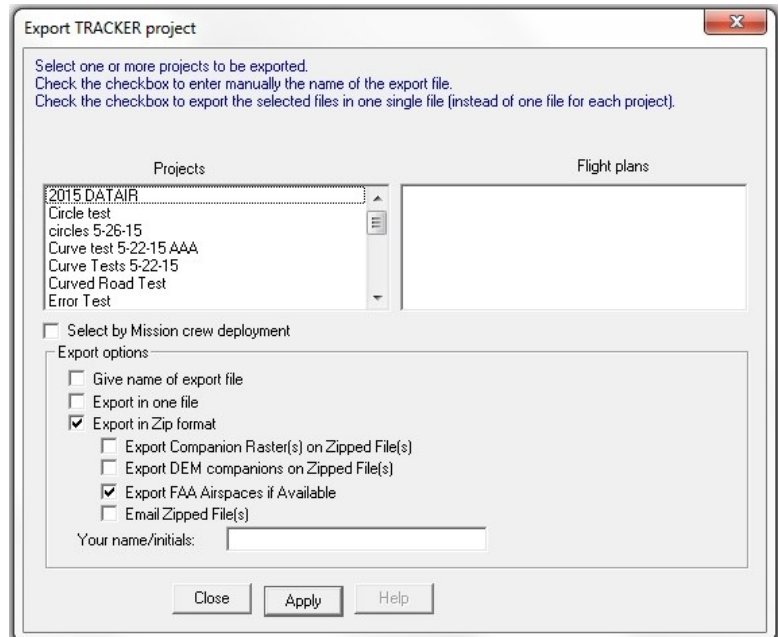 Export TRACKER project
Select one or more projects to be exported.
Check the checkbox to enter manually the name of the export file.
Check the checkbox to export the selected files in one single file (instead of one file for each project).
Projects
Flight plans
2015 DATAIR
Circle test
circles 5-26-15
Curve test 5-22-15 AAA
Curve Tests 5-22-15
Curved Road Test
Error Test
Select by Mission crew deployment
Export options
Give name of export file
Export in one file
Export in Zip format
Export Companion Raster(s) on Zipped File(s)
Export DEM companions on Zipped File(s)
Export FAA Airspaces if Available
Email Zipped File(s)
Your name/initials:
Close
Apply
Help